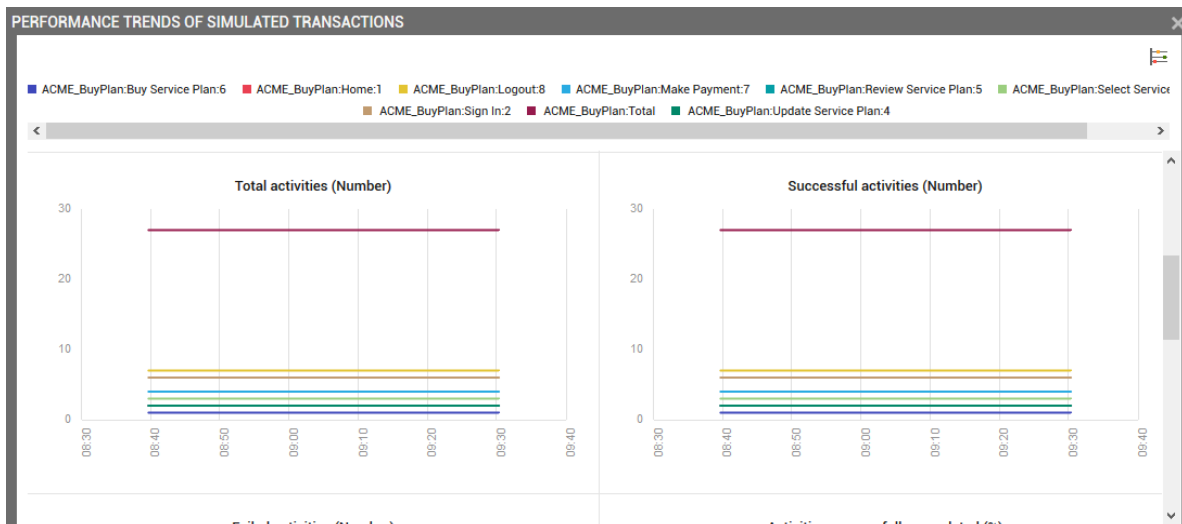 PERFORMANCE TRENDS OF SIMULATED TRANSACTIONS
ACME_BuyPlan:Buy Service Plan:6 ACME_BuyPlan:Home:1 ACME_BuyPlan:Logout:8 ACME_BuyPlan:Make Payment:7 ACME_BuyPlan:Review Service Plan:5 ACME_BuyPlan:Select Service
ACME_BuyPlan:Sign In:2 ACME_BuyPlan:Total ACME_BuyPlan:Update Service Plan:4
Total activities (Number)
30
20
10
0
08:30 08:40 08:50 09:00 09:10 09:20 09:30 09:40
Successful activities (Number)
30
20
10
0
08:30 08:40 08:50 09:00 09:10 09:20 09:30 09:40